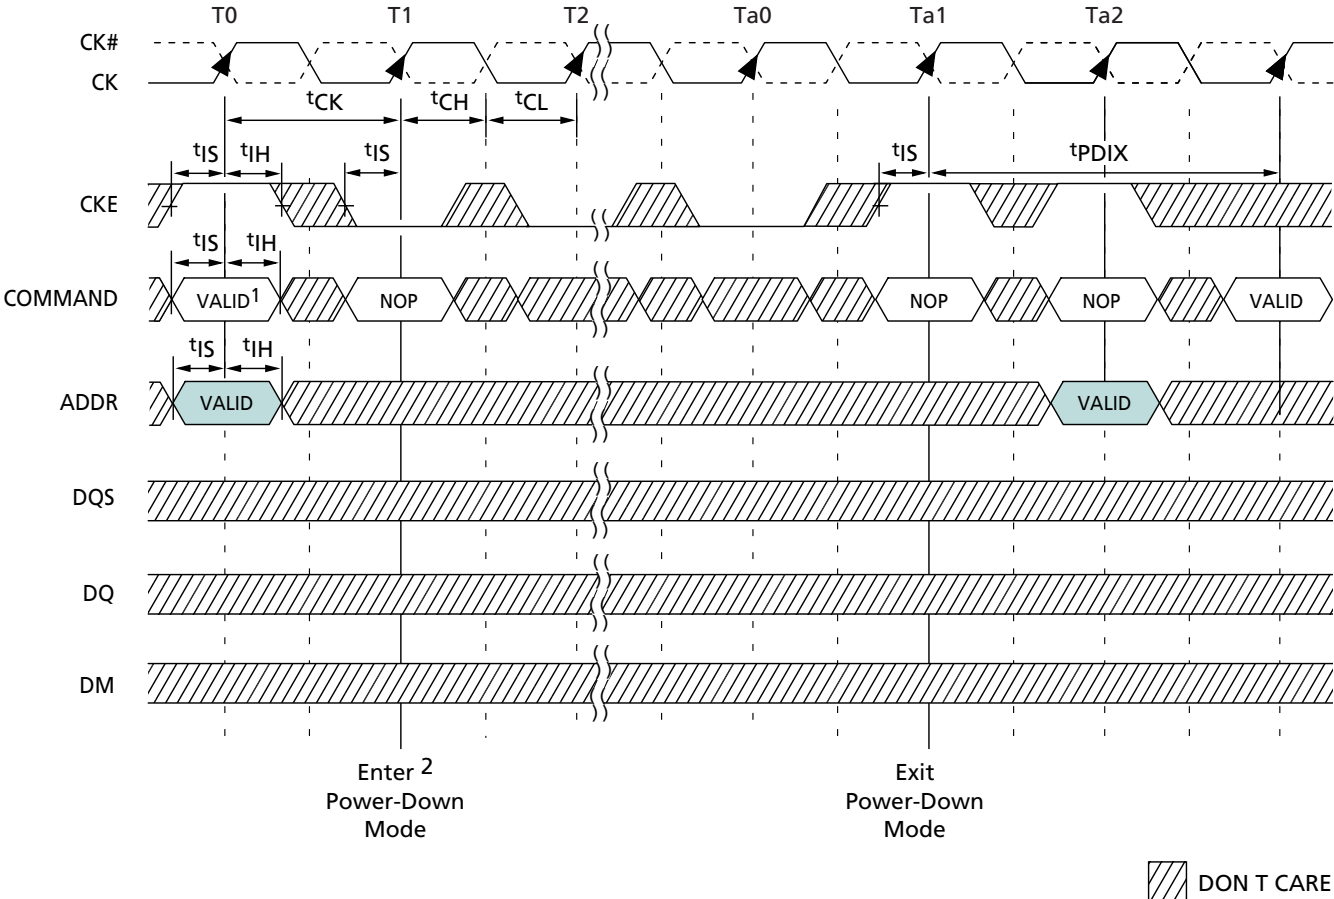 T0 T1 T2 Ta0 Ta1 Ta2
CK#
CK
tCK tCH tCL
tIS tIH tIS tIS tPDIX
CKE
tIS tIH
COMMAND VALID1 NOP NOP NOP VALID
tIS tIH
ADDR VALID VALID
DQS
DQ
DM
Enter 2
Power-Down
Mode
Exit
Power-Down
Mode
DON T CARE